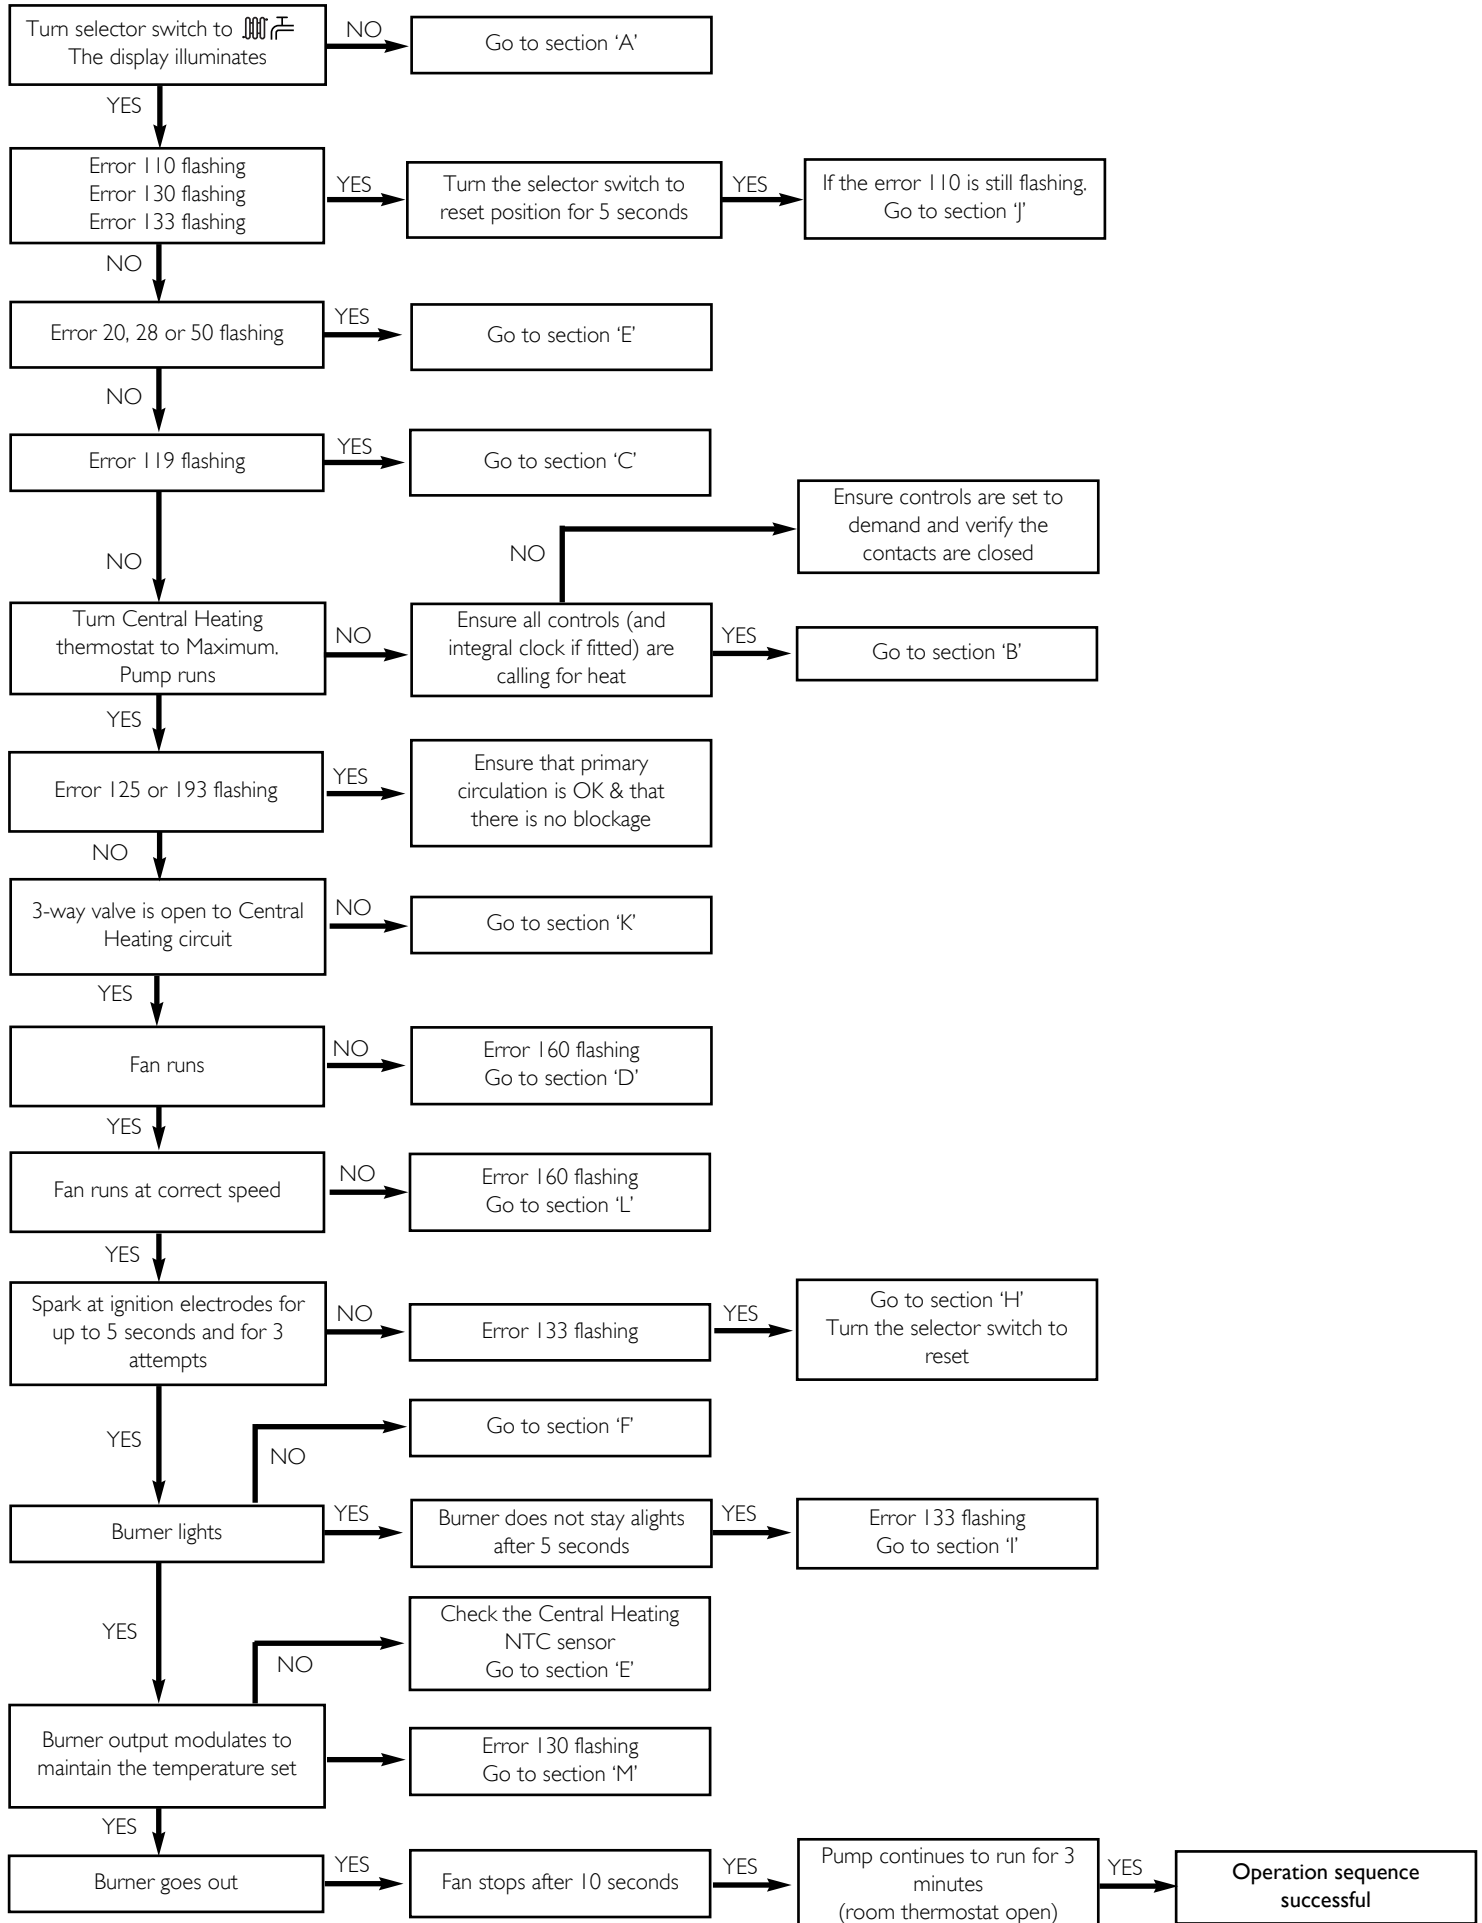 Turn selector switch to
The display illuminates
NO
Go to section ‘A’
YES
Error 110 flashing
Error 130 flashing
Error 133 flashing
YES
Turn the selector switch to
reset position for 5 seconds
YES
If the error 110 is still flashing.
Go to section ‘J’
NO
Error 20, 28 or 50 flashing
YES
Go to section ‘E’
NO
Error 119 flashing
YES
Go to section ‘C’
Ensure controls are set to
demand and verify the
contacts are closed
NO
NO
Turn Central Heating
thermostat to Maximum.
Pump runs
NO
Ensure all controls (and
integral clock if fitted) are
calling for heat
YES
Go to section ‘B’
YES
Error 125 or 193 flashing
YES
Ensure that primary
circulation is OK & that
there is no blockage
NO
3-way valve is open to Central
Heating circuit
NO
Go to section ‘K’
YES
Fan runs
NO
Error 160 flashing
Go to section ‘D’
YES
Fan runs at correct speed
NO
Error 160 flashing
Go to section ‘L’
YES
Spark at ignition electrodes for
up to 5 seconds and for 3
attempts
NO
Error 133 flashing
YES
Go to section ‘H’
Turn the selector switch to
reset
YES
NO
Go to section ‘F’
Burner lights
YES
Burner does not stay alights
after 5 seconds
YES
Error 133 flashing
Go to section ‘I’
YES
NO
Check the Central Heating
NTC sensor
Go to section ‘E’
Burner output modulates to
maintain the temperature set
Error 130 flashing
Go to section ‘M’
YES
Burner goes out
YES
Fan stops after 10 seconds
YES
Pump continues to run for 3
minutes
(room thermostat open)
YES
Operation sequence
successful